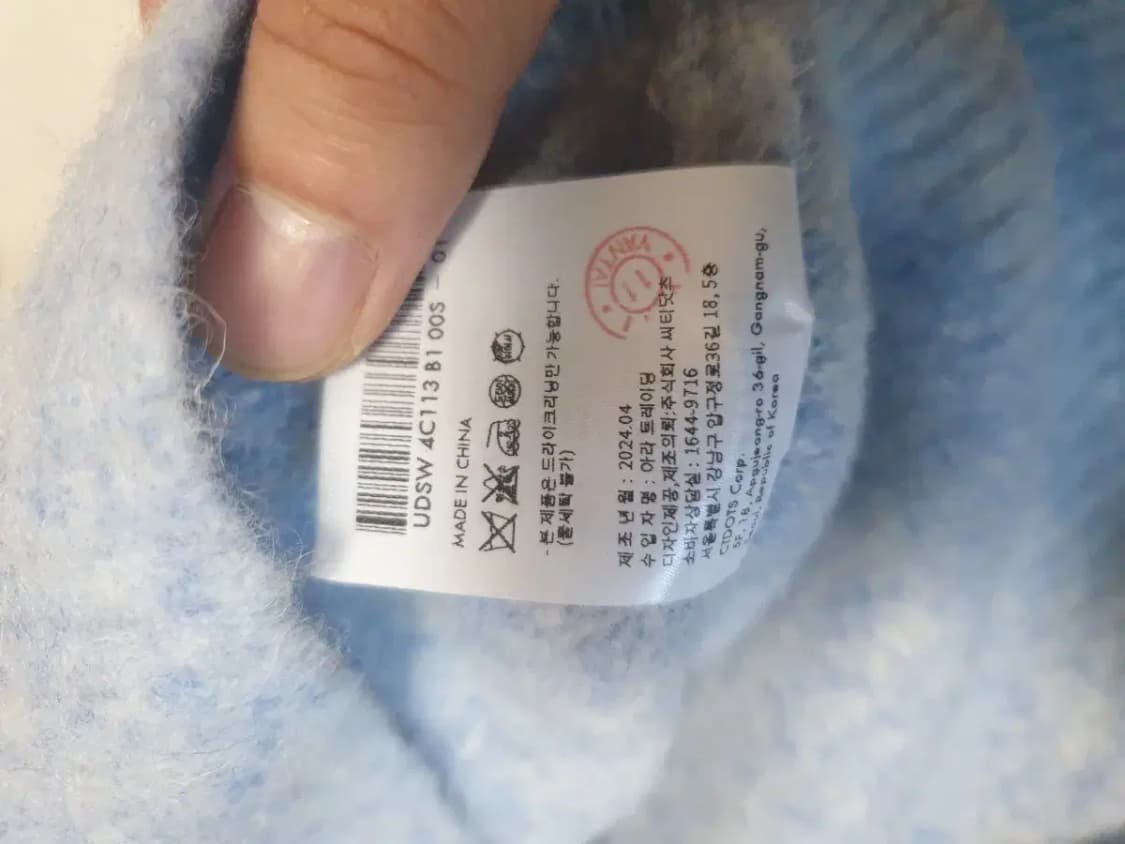 UDSW 4C113 B1 00S - 01
MADE IN CHINA
- 본 제품은 드라이크리닝만 가능합니다.
(물세탁 불가)
제 조 년 월 : 2024.04
수 입 자 명 : 아라 트레이딩
디자인제공,제조의뢰:주식회사 씨티닷츠
소비자상담실 : 1644-9716
서울특별시 강남구 압구정로36길 18, 5층
CTDOTS Corp.
5F, 18, Apgujeong-ro 36-gil, Gangnam-gu,
Seoul, Republic of Korea
11